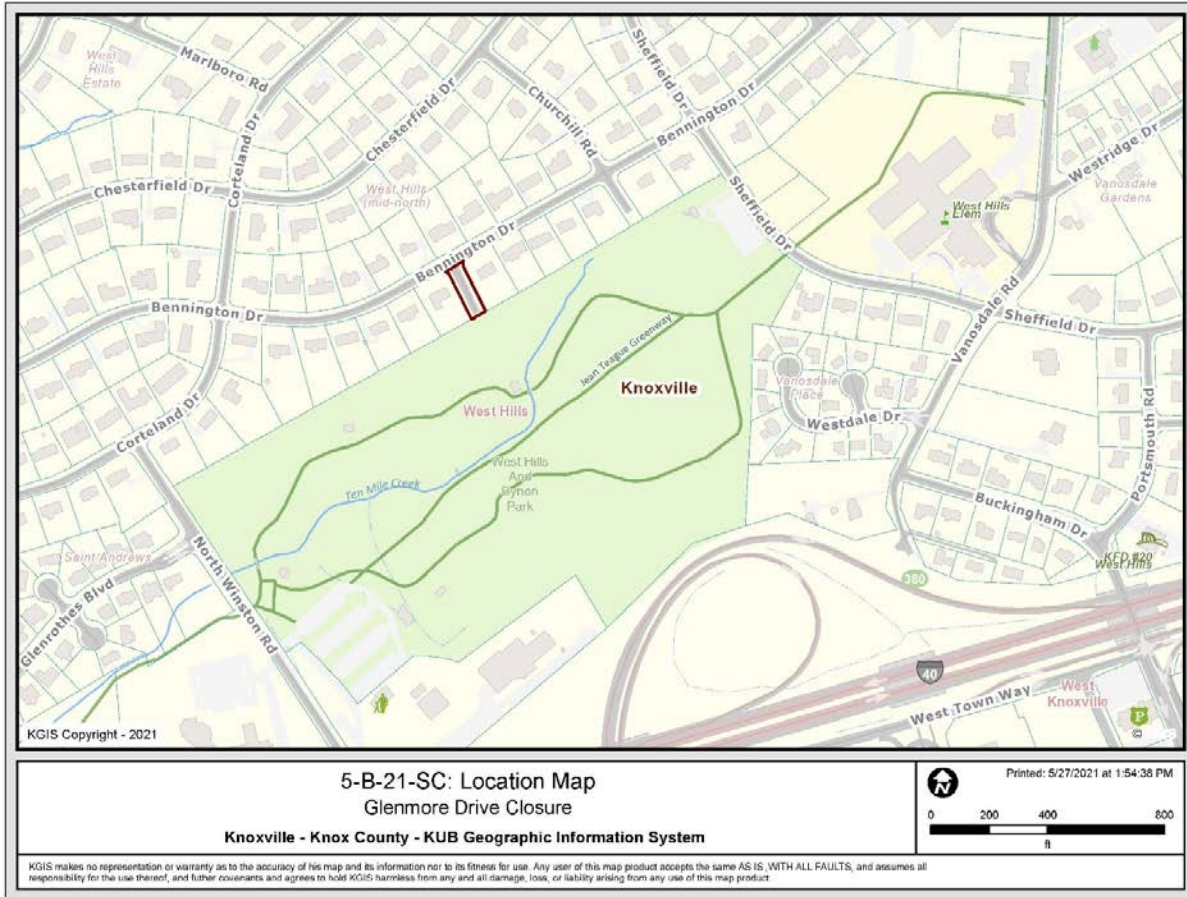 West
Hills
Estate
Marlboro Rd
Sheffield Dr
Chesterfield Dr
Churchill Rd
Bennington Dr
Corteland Dr
Chesterfield Dr
West Hills
(mid-north)
Westridge Dr
Vanosdale
Gardens
West Hills
Elem
Sheffield Dr
Bennington Dr
Bennington Dr
Vanosdale Rd
Sheffield Dr
Jean Teague Greenway
Knoxville
Vanosdale
Place
Westdale Dr
West Hills
Portsmouth Rd
Corteland Dr
West Hills
And
Bynon
Park
Ten Mile Creek
Buckingham Dr
KFD #20
West Hills
Saint Andrews
North Winston Rd
380
Glenrothes Blvd
40
West Town Way
West
Knoxville
P
KGIS Copyright - 2021
©
5-B-21-SC: Location Map
Glenmore Drive Closure
Knoxville - Knox County - KUB Geographic Information System
N
Printed: 5/27/2021 at 1:54:38 PM
0 200 400 800
ft
KGIS makes no representation or warranty as to the accuracy of his map and its information nor to its fitness for use. Any user of this map product accepts the same AS IS ,WITH ALL FAULTS, and assumes all
responsibility for the use thereof, and futher covenants and agrees to hold KGIS harmless from any and all damage, loss, or liability arising from any use of this map product.